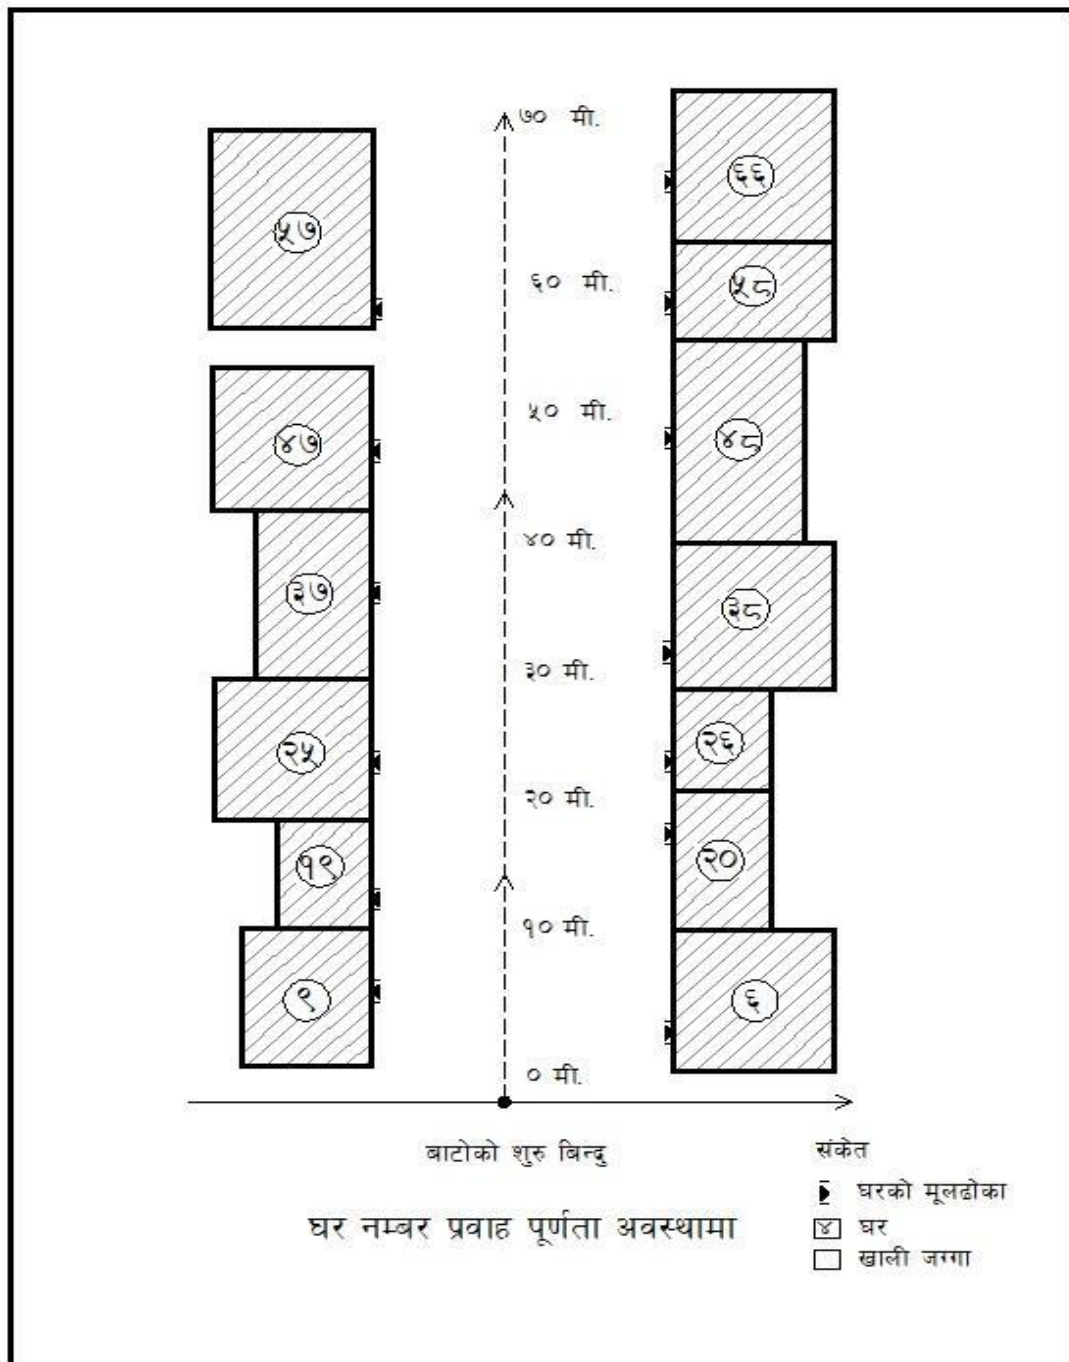 ७० मी.
६६
५७
६० मी.
५८
५० मी.
४७
४८
४० मी.
३७
३८
३० मी.
२५
२६
२० मी.
१९
२०
१० मी.
९
६
० मी.
बाटोको शुरु बिन्दु
संकेत
घरको मूलढोका
४ घर
खाली जग्गा
घर नम्बर प्रवाह पूर्णता अवस्थामा